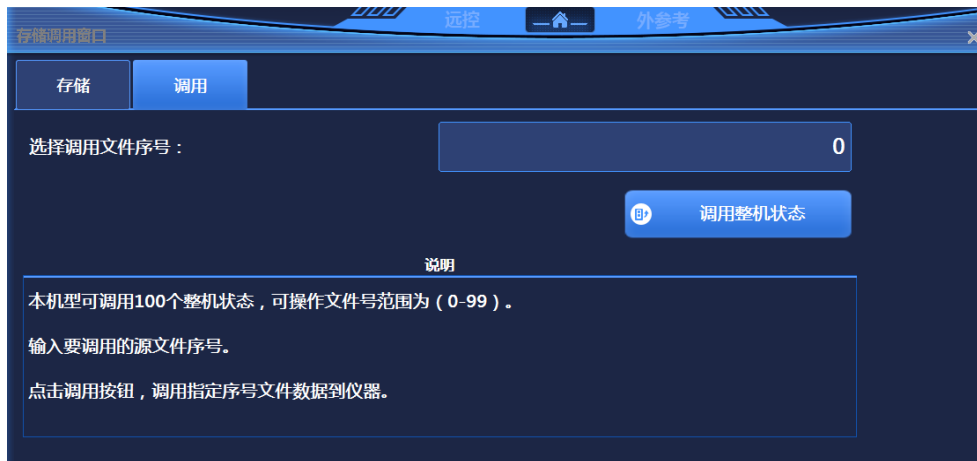 远控 外参考
存储调用窗口
存储 调用
选择调用文件序号：
0
调用整机状态
说明
本机型可调用100个整机状态，可操作文件号范围为（0-99）。
输入要调用的源文件序号。
点击调用按钮，调用指定序号文件数据到仪器。